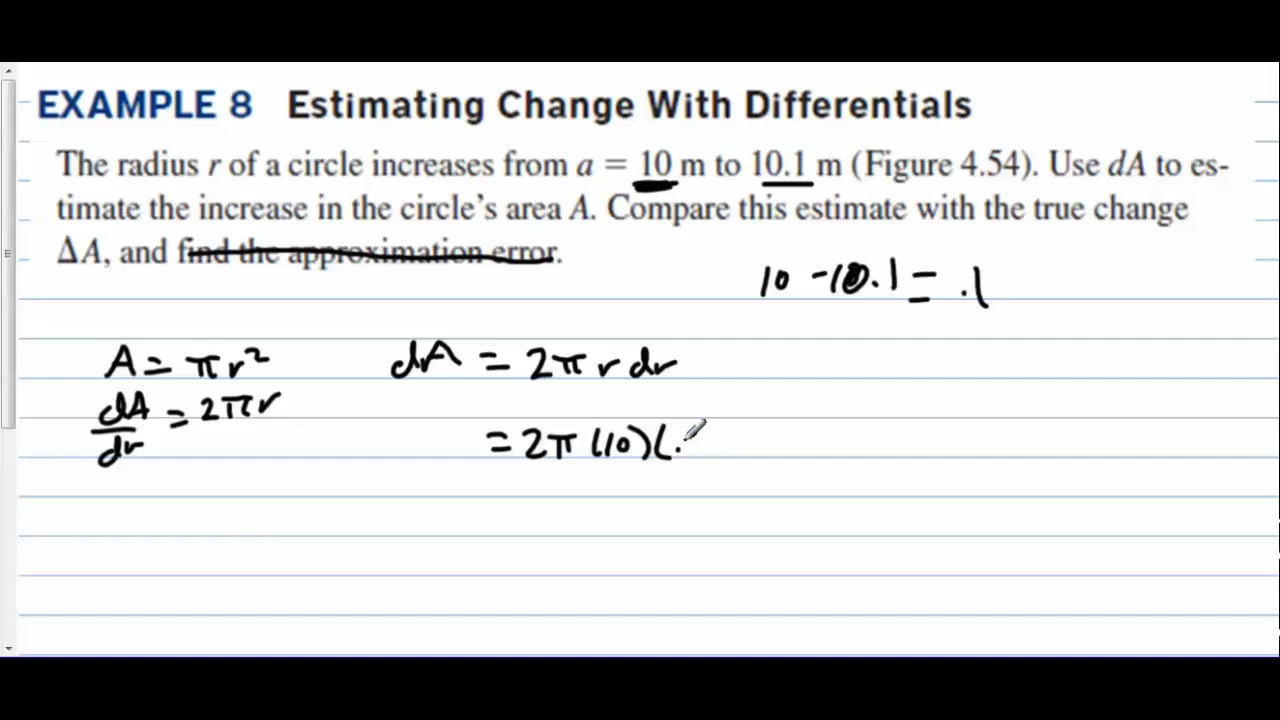 EXAMPLE 8 Estimating Change With Differentials
The radius r of a circle increases from a = 10 m to 10.1 m (Figure 4.54). Use dA to es-
timate the increase in the circle's area A. Compare this estimate with the true change
ΔA, and find the approximation error.
10 - 10.1 = .1
A = πr²
dA = 2πr dr
dA/dr = 2πr
= 2π(10)(.